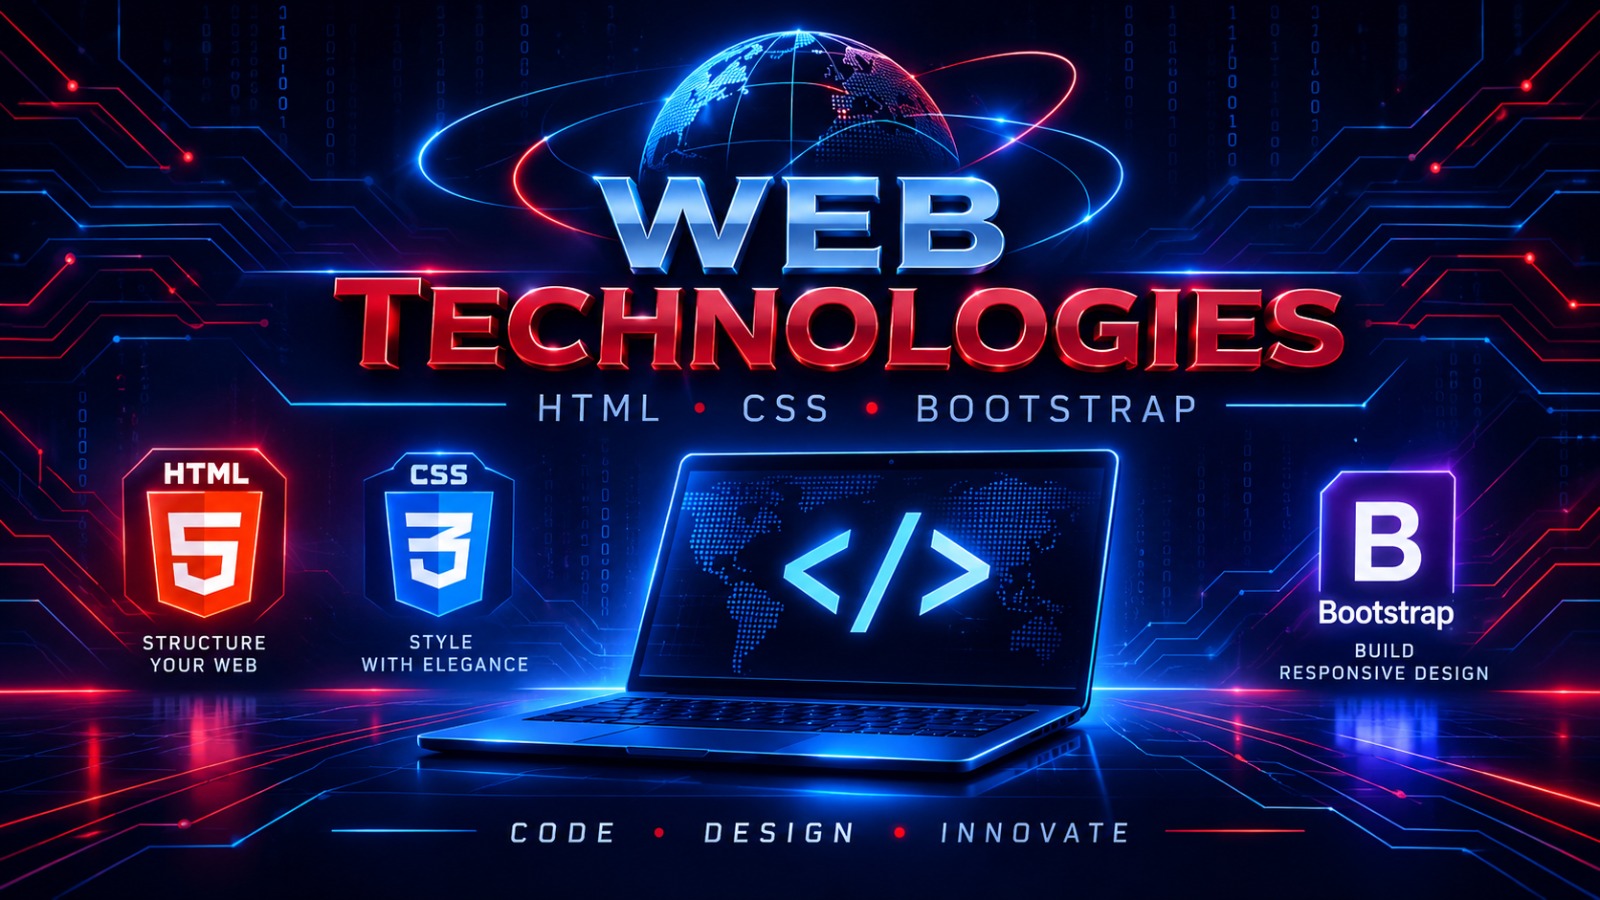 WEB
TECHNOLOGIES
HTML • CSS • BOOTSTRAP
HTML
5
STRUCTURE
YOUR WEB
CSS
3
STYLE
WITH ELEGANCE
</>
B
Bootstrap
BUILD
RESPONSIVE DESIGN
CODE • DESIGN • INNOVATE